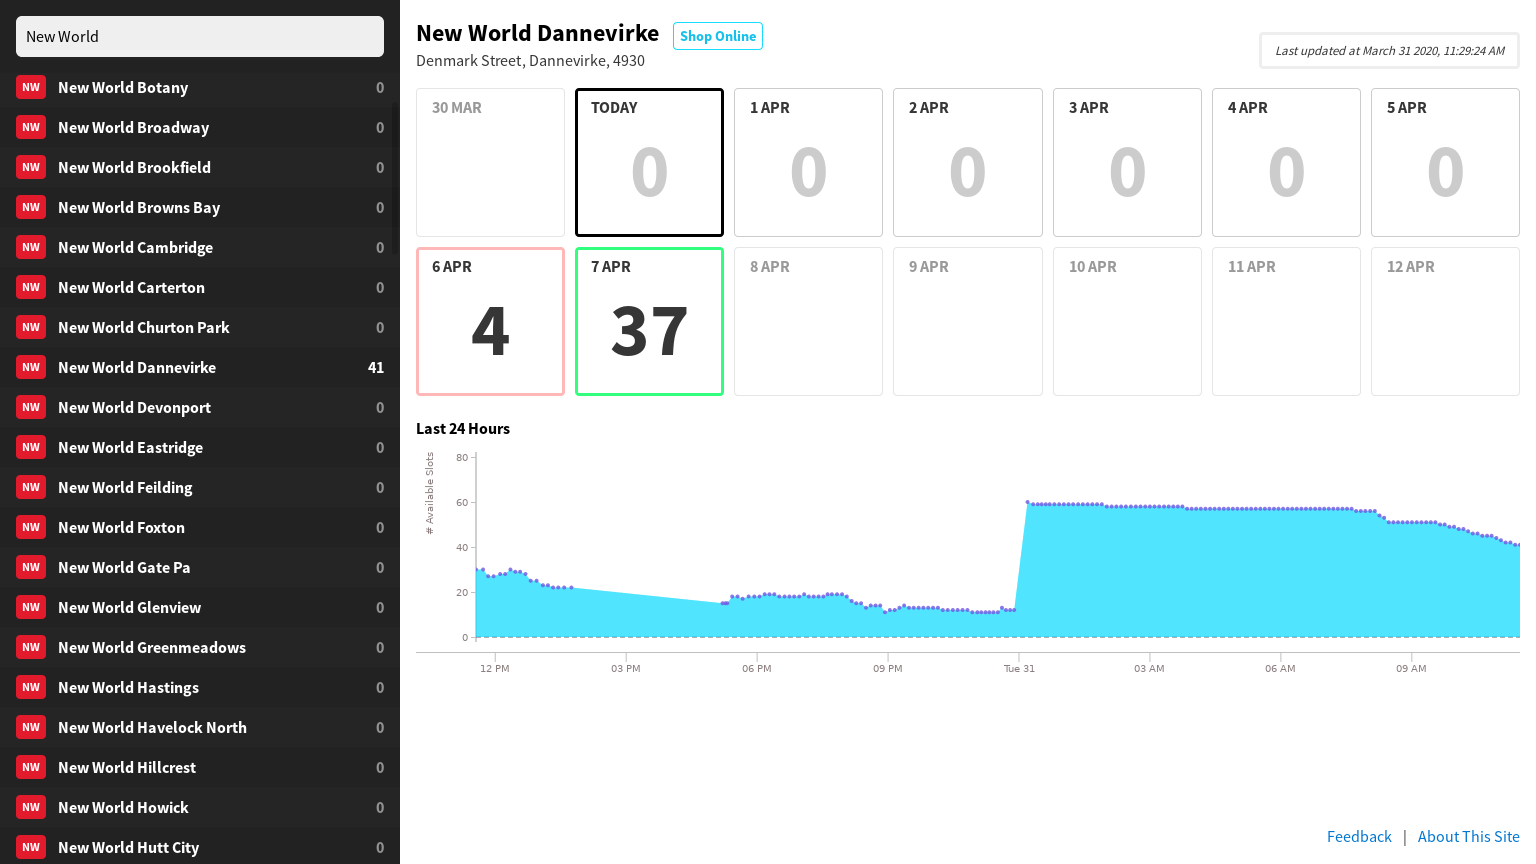 New World
NW New World Botany 0
NW New World Broadway 0
NW New World Brookfield 0
NW New World Browns Bay 0
NW New World Cambridge 0
NW New World Carterton 0
NW New World Churton Park 0
NW New World Dannevirke 41
NW New World Devonport 0
NW New World Eastridge 0
NW New World Feilding 0
NW New World Foxton 0
NW New World Gate Pa 0
NW New World Glenview 0
NW New World Greenmeadows 0
NW New World Hastings 0
NW New World Havelock North 0
NW New World Hillcrest 0
NW New World Howick 0
NW New World Hutt City 0
New World Dannevirke Shop Online
Denmark Street, Dannevirke, 4930
Last updated at March 31 2020, 11:29:24 AM
30 MAR TODAY 1 APR 2 APR 3 APR 4 APR 5 APR
0 0 0 0 0 0
6 APR 7 APR 8 APR 9 APR 10 APR 11 APR 12 APR
4 37
Last 24 Hours
# Available Slots
80
60
40
20
0
12 PM 03 PM 06 PM 09 PM Tue 31 03 AM 06 AM 09 AM
Feedback | About This Site